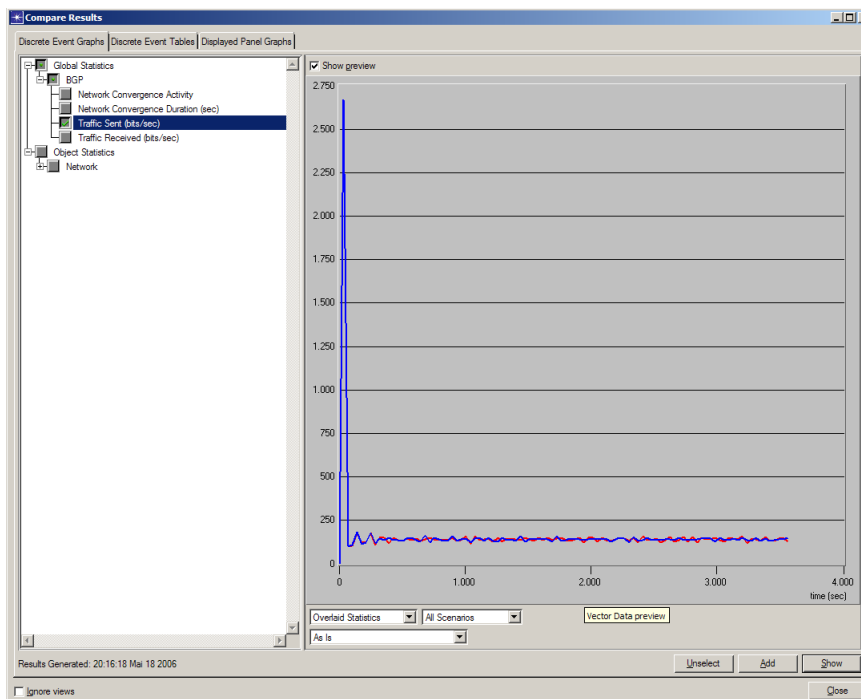 Compare Results
Discrete Event Graphs Discrete Event Tables Displayed Panel Graphs
Global Statistics
BGP
Network Convergence Activity
Network Convergence Duration (sec)
Traffic Sent (bits/sec)
Traffic Received (bits/sec)
Object Statistics
Network
Show preview
2.750
2.500
2.250
2.000
1.750
1.500
1.250
1.000
750
500
250
0
0 1.000 2.000 3.000 4.000
time (sec)
Overlaid Statistics All Scenarios Vector Data preview
As Is
Results Generated: 20:16:18 Mai 18 2006 Unselect Add Show
Ignore views Close